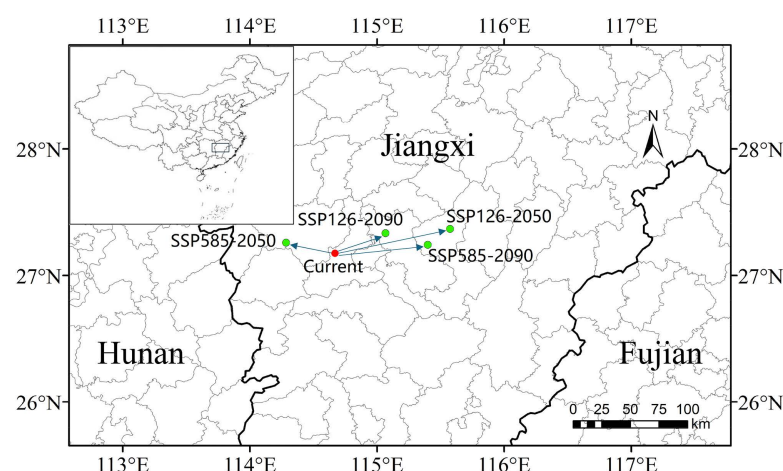 113°E 114°E 115°E 116°E 117°E
N
28°N Jiangxi 28°N
SSP126-2090 SSP126-2050
SSP585-2050
SSP585-2090
Current
27°N 27°N
Hunan Fujian
26°N 26°N
0 25 50 75 100
km
113°E 114°E 115°E 116°E 117°E